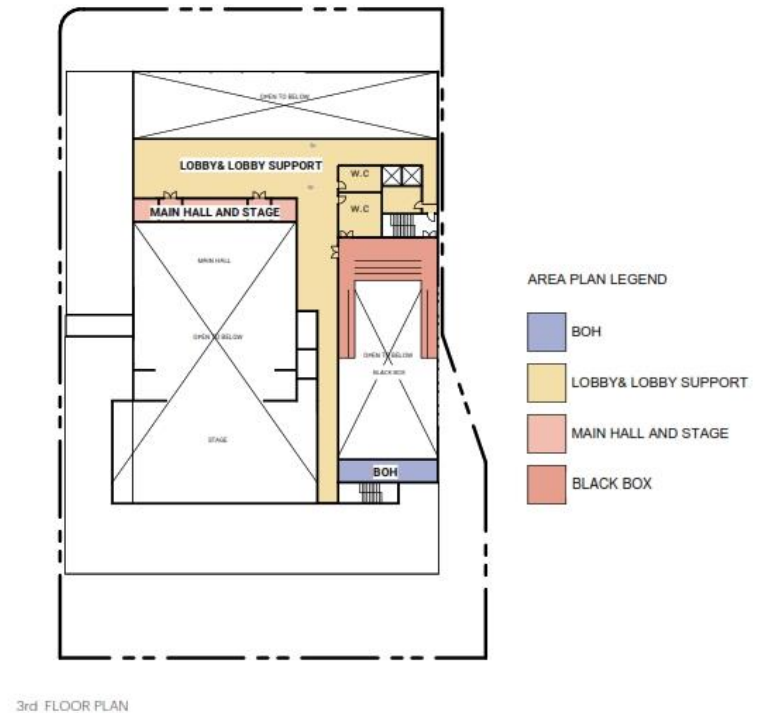 OPEN TO BELOW
LOBBY& LOBBY SUPPORT
W.C
W.C
MAIN HALL AND STAGE
MAIN HALL
OPEN TO BELOW
OPEN TO BELOW
BLACK BOX
STAGE
BOH
AREA PLAN LEGEND
BOH
LOBBY& LOBBY SUPPORT
MAIN HALL AND STAGE
BLACK BOX
3rd FLOOR PLAN